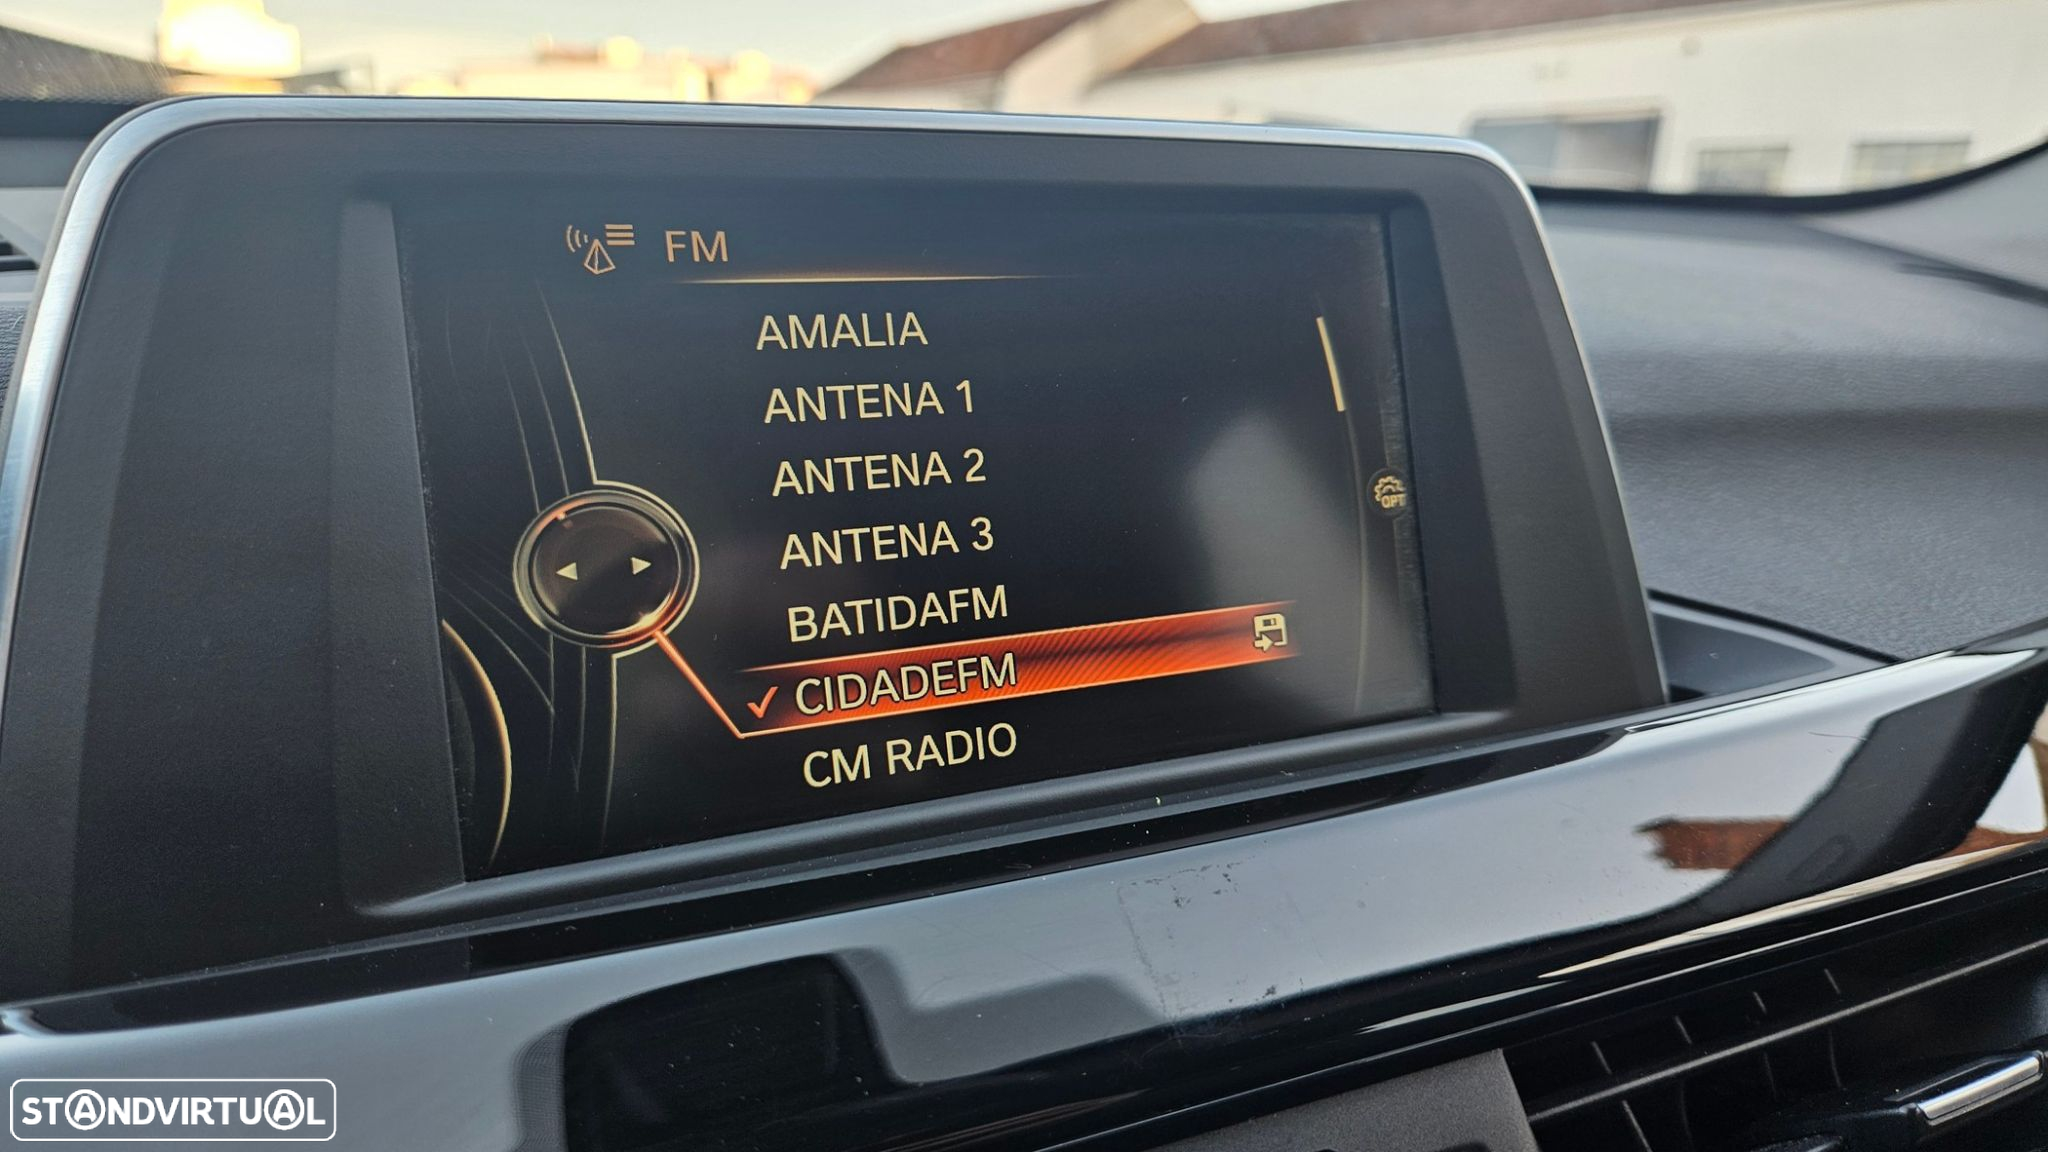 FM
AMALIA
ANTENA 1
ANTENA 2
ANTENA 3
BATIDAFM
CIDADEFM
CM RADIO
OPT
STANDVIRTUAL